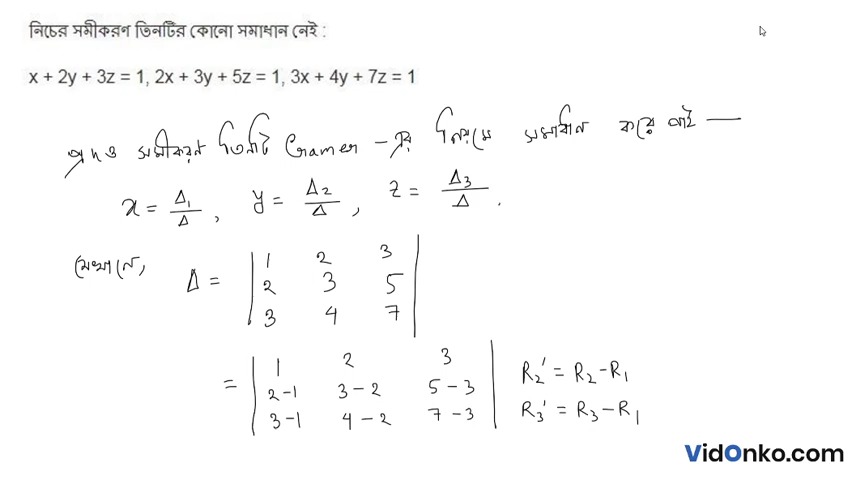 নিচের সমীকরণ তিনটির কোনো সমাধান নেই :
x + 2y + 3z = 1, 2x + 3y + 5z = 1, 3x + 4y + 7z = 1
প্রদত্ত সমীকরণ তিনটি Cramer -এর নিয়মে সমাধান করে পাই —
x = Δ₁/Δ, y = Δ₂/Δ, z = Δ₃/Δ.
যেখানে, Δ = | 1 2 3
2 3 5
3 4 7 |
= | 1 2 3
2-1 3-2 5-3 | R₂' = R₂-R₁
3-1 4-2 7-3 | R₃' = R₃-R₁
VidOnko.com